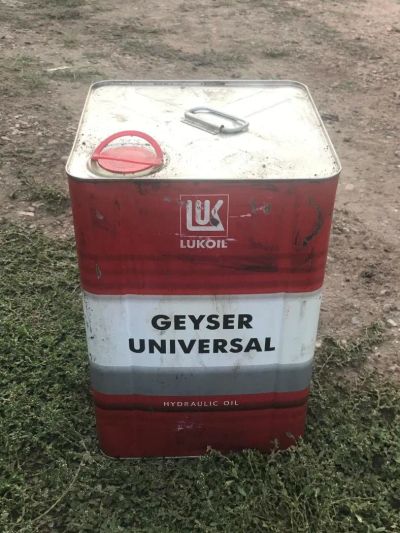 LUK
LUKOIL
GEYSER
UNIVERSAL
HYDRAULIC OIL